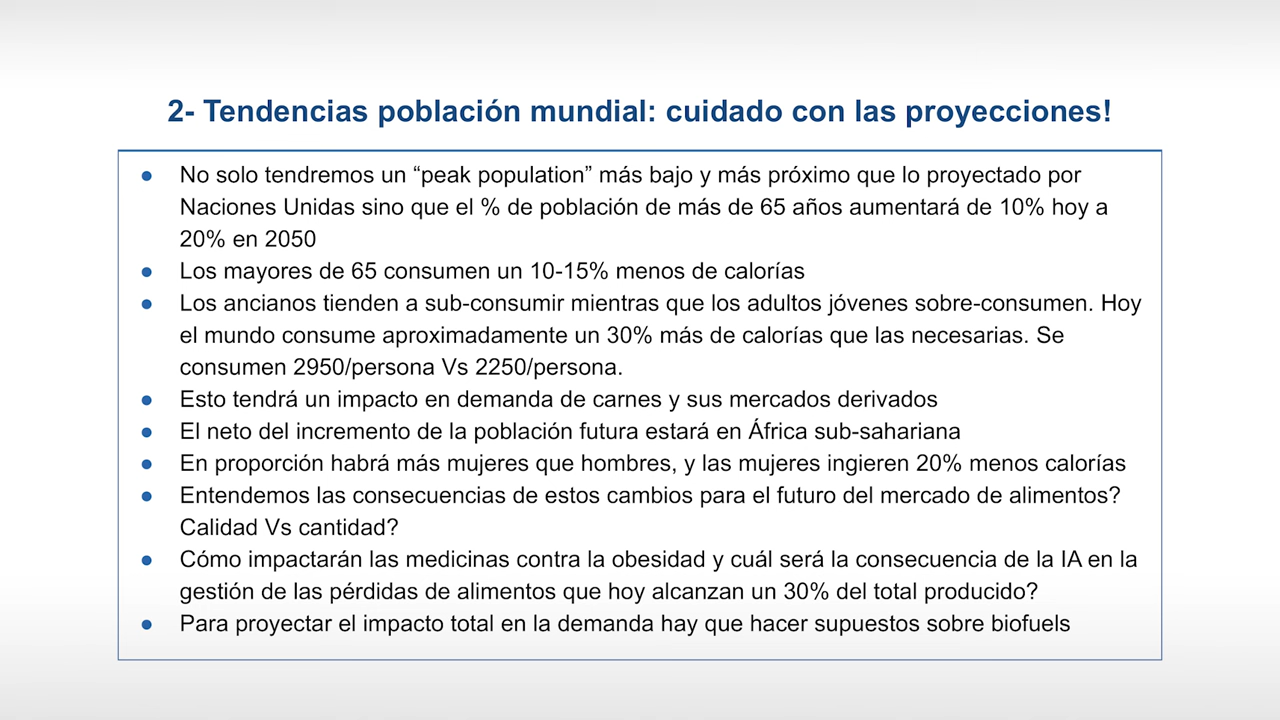 2- Tendencias población mundial: cuidado con las proyecciones!
● No solo tendremos un “peak population” más bajo y más próximo que lo proyectado por
Naciones Unidas sino que el % de población de más de 65 años aumentará de 10% hoy a
20% en 2050
● Los mayores de 65 consumen un 10-15% menos de calorías
● Los ancianos tienden a sub-consumir mientras que los adultos jóvenes sobre-consumen. Hoy
el mundo consume aproximadamente un 30% más de calorías que las necesarias. Se
consumen 2950/persona Vs 2250/persona.
● Esto tendrá un impacto en demanda de carnes y sus mercados derivados
● El neto del incremento de la población futura estará en África sub-sahariana
● En proporción habrá más mujeres que hombres, y las mujeres ingieren 20% menos calorías
● Entendemos las consecuencias de estos cambios para el futuro del mercado de alimentos?
Calidad Vs cantidad?
● Cómo impactarán las medicinas contra la obesidad y cuál será la consecuencia de la IA en la
gestión de las pérdidas de alimentos que hoy alcanzan un 30% del total producido?
● Para proyectar el impacto total en la demanda hay que hacer supuestos sobre biofuels